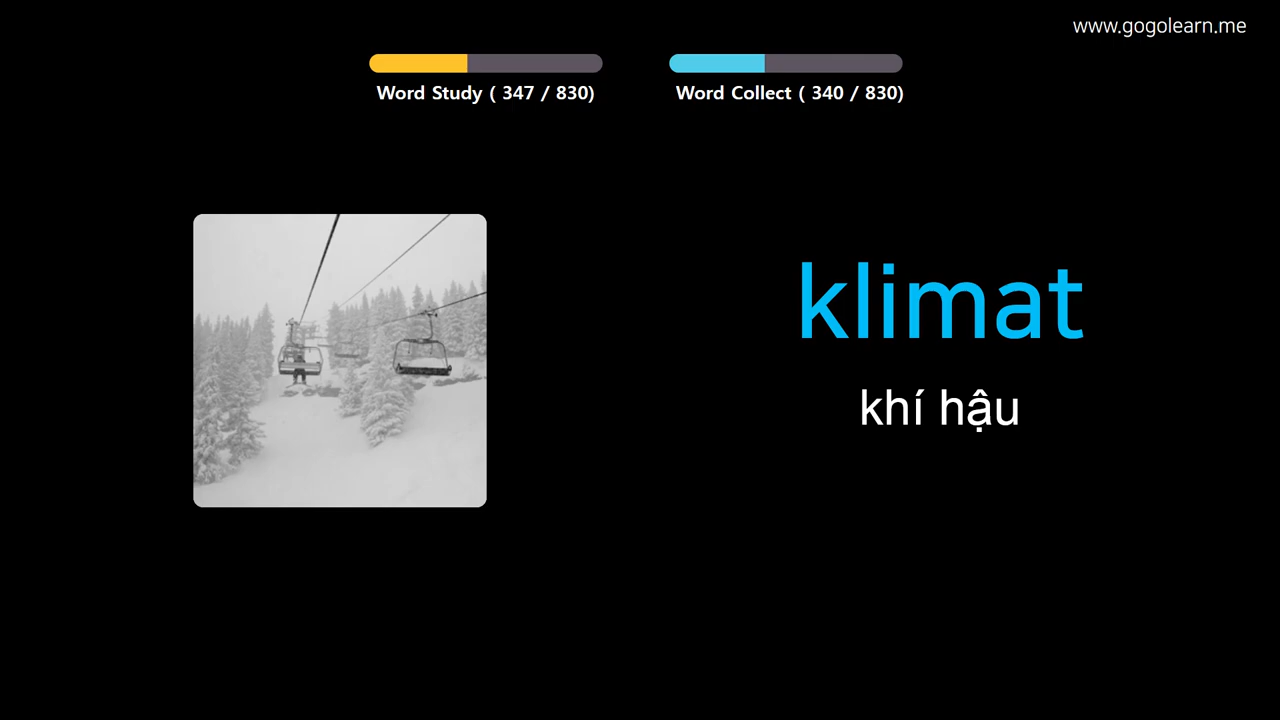 www.gogolearn.me
Word Study ( 347 / 830)
Word Collect ( 340 / 830)
klimat
khí hậu